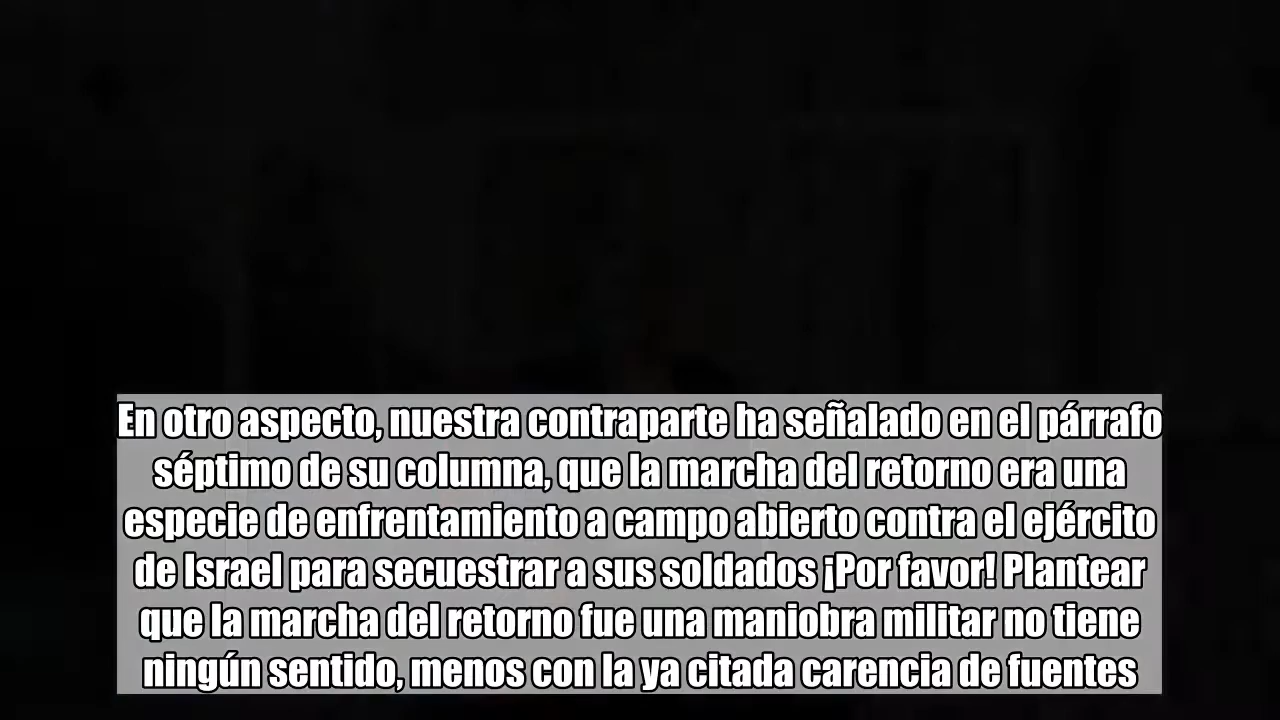 En otro aspecto, nuestra contraparte ha señalado en el párrafo
séptimo de su columna, que la marcha del retorno era una
especie de enfrentamiento a campo abierto contra el ejército
de Israel para secuestrar a sus soldados ¡Por favor! Plantear
que la marcha del retorno fue una maniobra militar no tiene
ningún sentido, menos con la ya citada carencia de fuentes